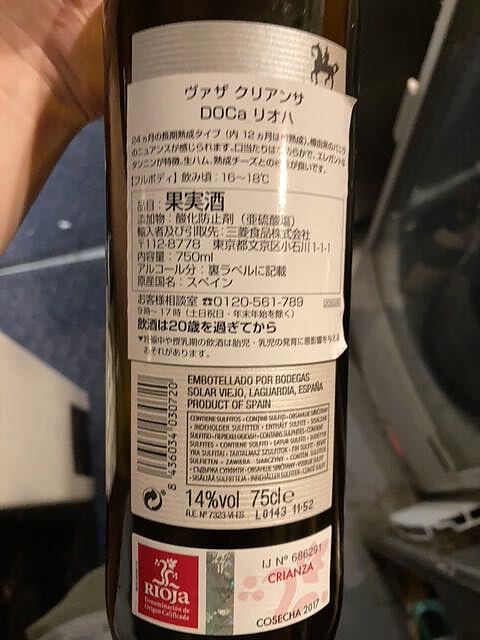 ヴァザ クリアンサ
DOCa リオハ
24ヵ月の長期熟成タイプ（内12ヵ月は樽熟成）。樽由来のバニラ
のニュアンスが感じられます。口当たりはなめらかで、エレガントな
タンニンが特徴。生ハム、熟成チーズとの相性が良いです。
【フルボディ】飲み頃：16～18℃
品目：果実酒
添加物：酸化防止剤（亜硫酸塩）
輸入者及び引取先：三菱食品株式会社
〒112-8778 東京都文京区小石川1-1-1
内容量：750ml
アルコール分：裏ラベルに記載
原産国名：スペイン
お客様相談室 ☎0120-561-789
9時～17時（土日祝日・年末年始を除く）
飲酒は20歳を過ぎてから
▼妊娠中や授乳期の飲酒は胎児・乳児の発育に悪影響を与える
おそれがあります。
EMBOTELLADO POR BODEGAS
SOLAR VIEJO, LAGUARDIA, ESPAÑA
PRODUCT OF SPAIN
8 436034 030720
14%vol 75cl e
R.E. Nº 7323-VI-ES L0143 11:52
RIOJA
Denominación de
Origen Calificada
IJ Nº 686291
CRIANZA
COSECHA 2017